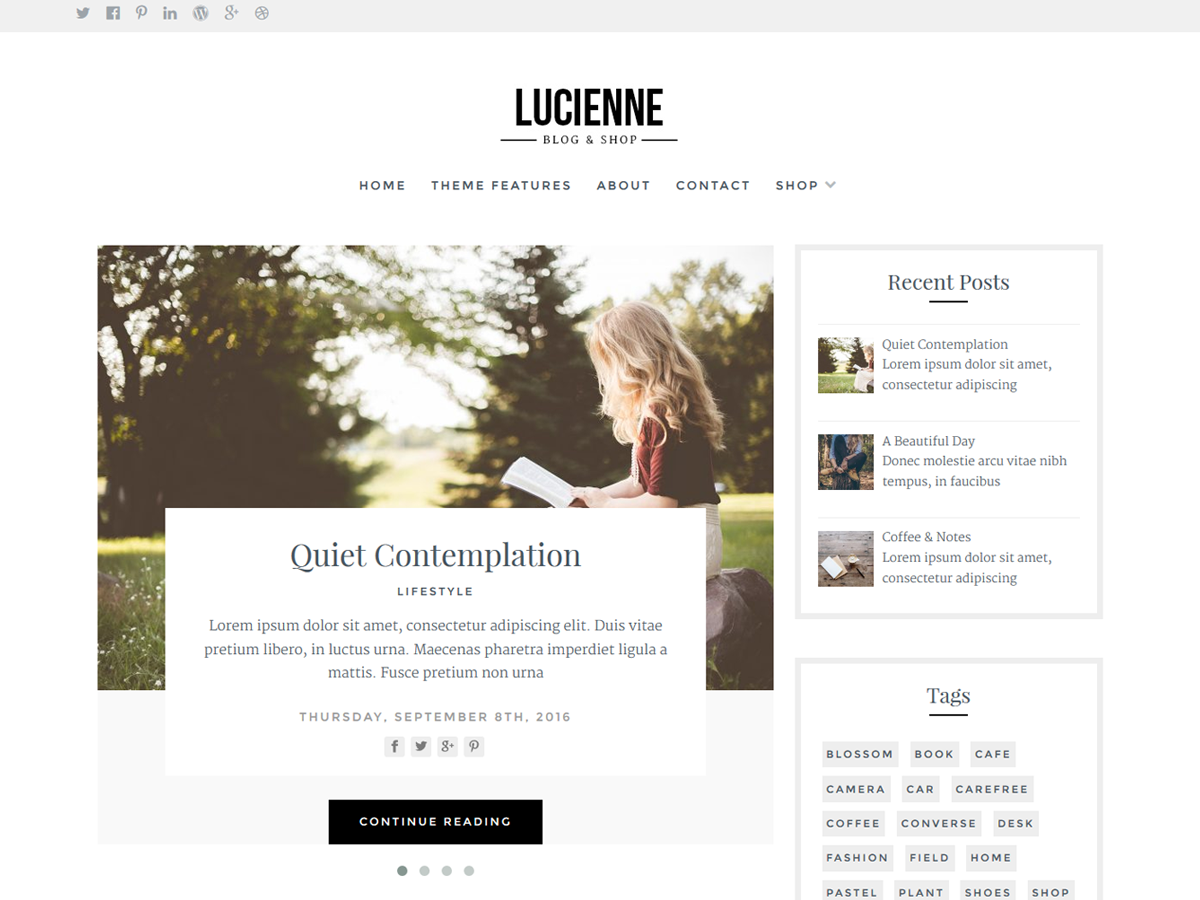 LUCIENNE
BLOG & SHOP
HOME THEME FEATURES ABOUT CONTACT SHOP
Quiet Contemplation
LIFESTYLE
Lorem ipsum dolor sit amet, consectetur adipiscing elit. Duis vitae
pretium libero, in luctus urna. Maecenas pharetra imperdiet ligula a
mattis. Fusce pretium non urna
THURSDAY, SEPTEMBER 8TH, 2016
CONTINUE READING
Recent Posts
Quiet Contemplation
Lorem ipsum dolor sit amet,
consectetur adipiscing
A Beautiful Day
Donec molestie arcu vitae nibh
tempus, in faucibus
Coffee & Notes
Lorem ipsum dolor sit amet,
consectetur adipiscing
Tags
BLOSSOM BOOK CAFE
CAMERA CAR CAREFREE
COFFEE CONVERSE DESK
FASHION FIELD HOME
PASTEL PLANT SHOES SHOP